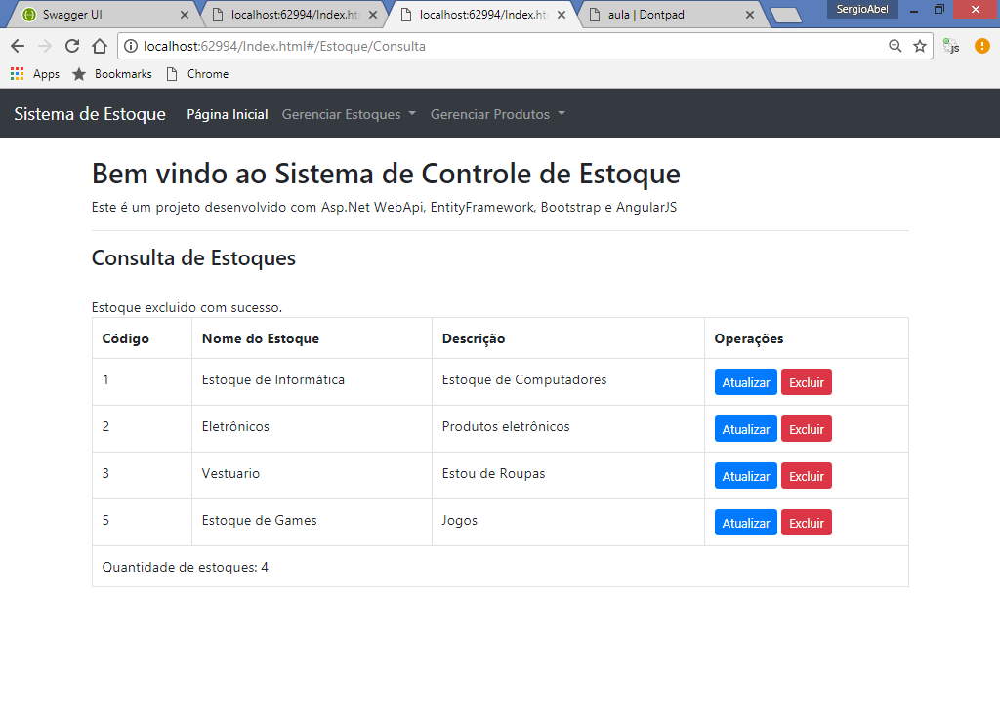 Swagger UI
localhost:62994/Index.ht
localhost:62994/Index.ht
aula | Dontpad
SergioAbel
localhost:62994/Index.html#/Estoque/Consulta
js
Apps
Bookmarks
Chrome
Sistema de Estoque
Página Inicial
Gerenciar Estoques
Gerenciar Produtos
Bem vindo ao Sistema de Controle de Estoque
Este é um projeto desenvolvido com Asp.Net WebApi, EntityFramework, Bootstrap e AngularJS
Consulta de Estoques
Estoque excluido com sucesso.
Código Nome do Estoque Descrição Operações
1 Estoque de Informática Estoque de Computadores Atualizar Excluir
2 Eletrônicos Produtos eletrônicos Atualizar Excluir
3 Vestuario Estou de Roupas Atualizar Excluir
5 Estoque de Games Jogos Atualizar Excluir
Quantidade de estoques: 4